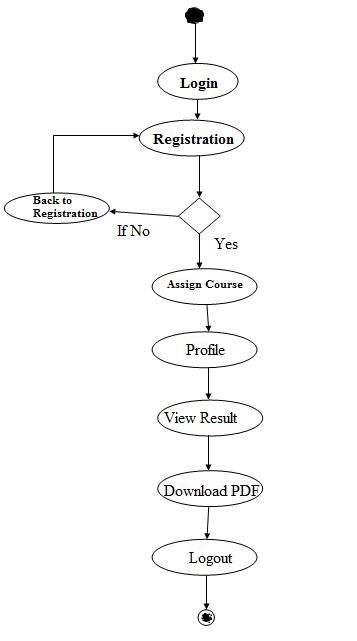 Login
Registration
Back to
Registration
If No
Yes
Assign Course
Profile
View Result
Download PDF
Logout